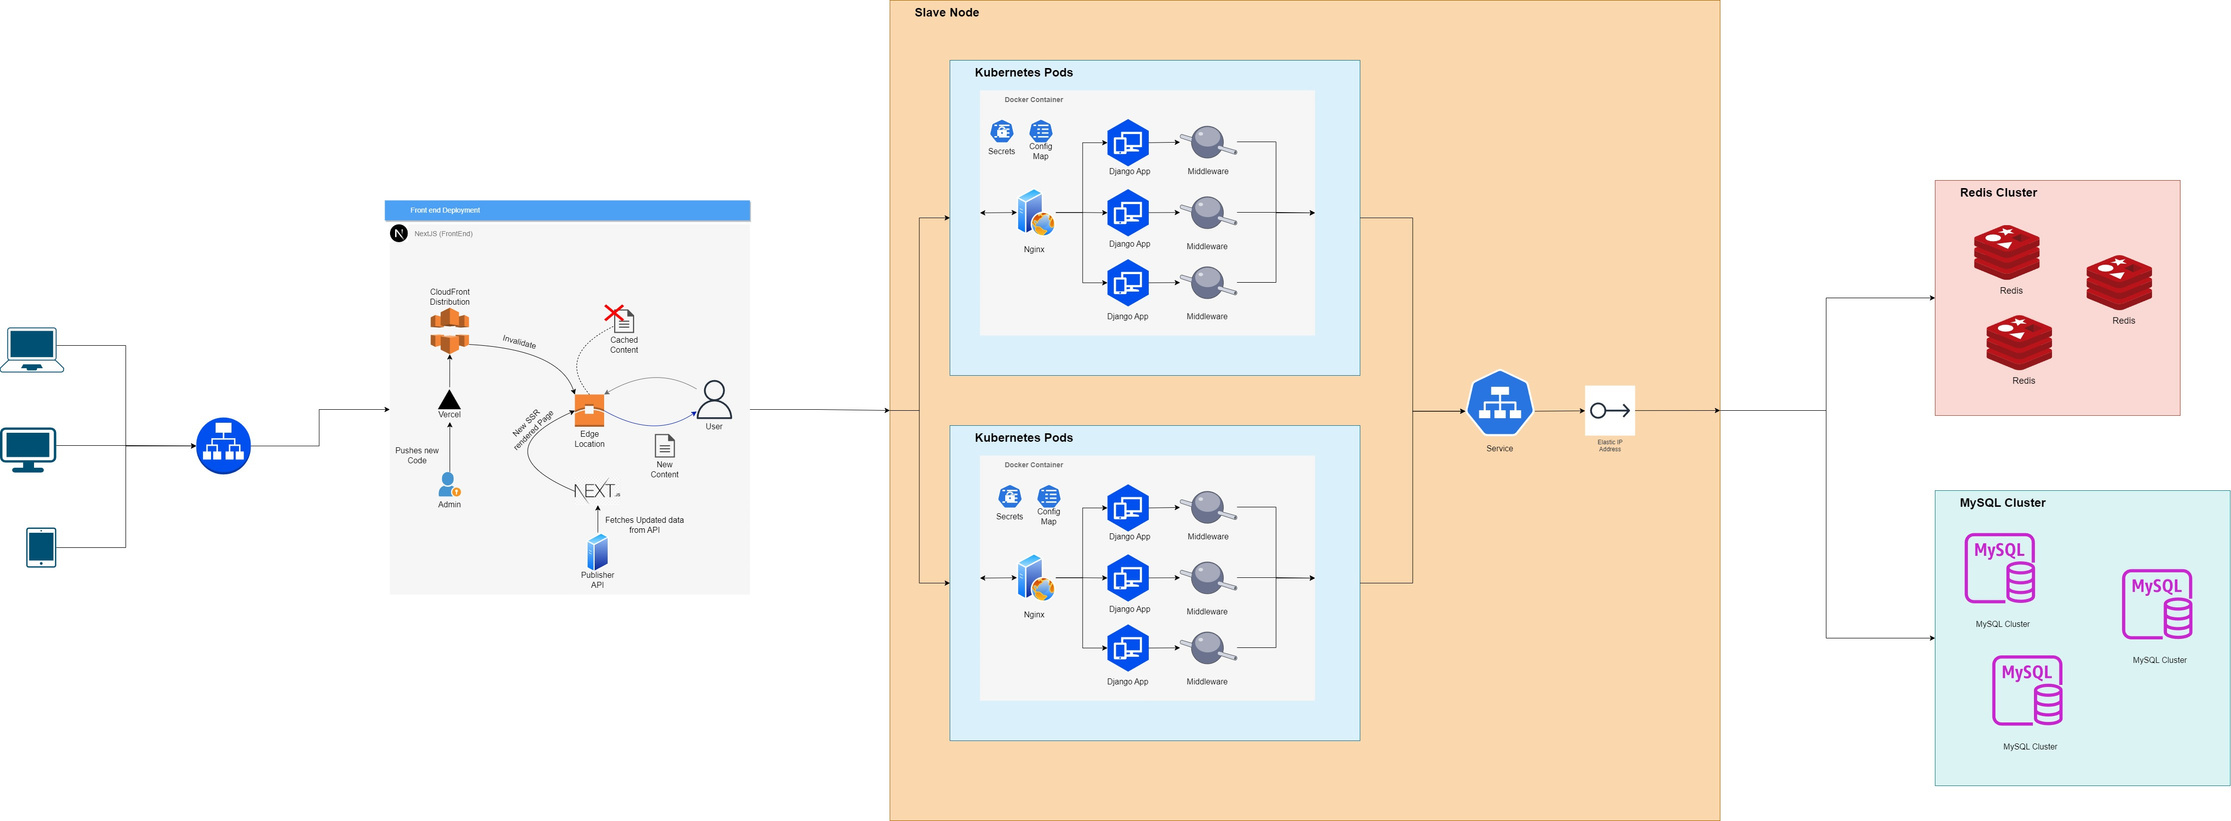 Slave Node
Kubernetes Pods
Docker Container
Secrets
Config
Map
Django App
Middleware
Nginx
Django App
Middleware
Django App
Middleware
Front end Deployment
N
NextJS (FrontEnd)
CloudFront
Distribution
Invalidate
Cached
Content
Vercel
New SSR
rendered Page
Edge
Location
User
New
Content
Pushes new
Code
Admin
NEXT.JS
Fetches Updated data
from API
Publisher
API
Kubernetes Pods
Docker Container
Secrets
Config
Map
Django App
Middleware
Nginx
Django App
Middleware
Django App
Middleware
Service
Elastic IP
Address
Redis Cluster
Redis
Redis
Redis
MySQL Cluster
MySQL
MySQL Cluster
MySQL
MySQL Cluster
MySQL
MySQL Cluster